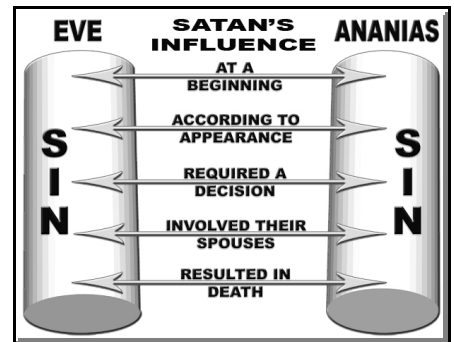 EVE
SATAN'S
INFLUENCE
ANANIAS
AT A
BEGINNING
ACCORDING TO
APPEARANCE
REQUIRED A
DECISION
INVOLVED THEIR
SPOUSES
RESULTED IN
DEATH
S
I
N
S
I
N